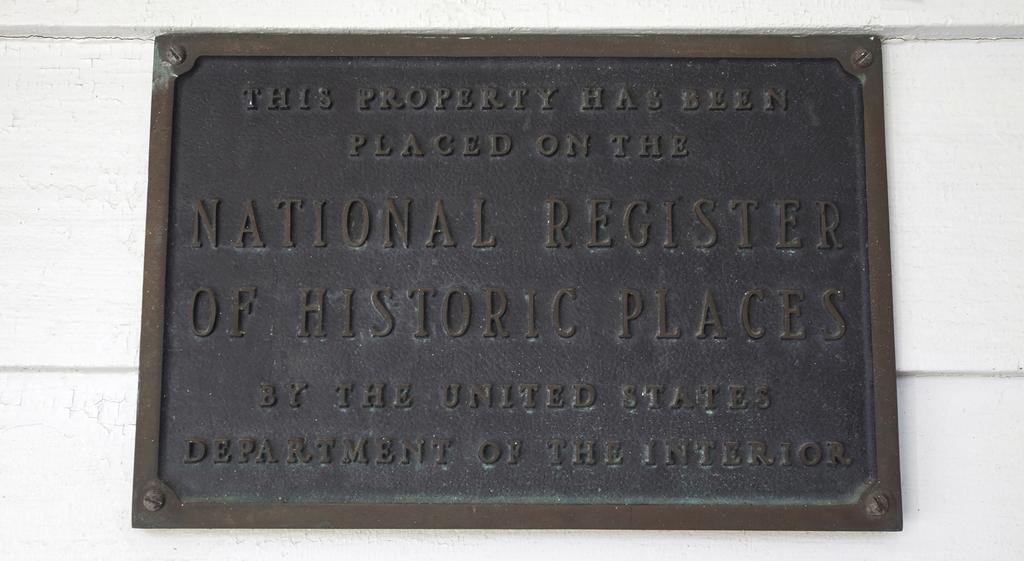 THIS PROPERTY HAS BEEN
PLACED ON THE
NATIONAL REGISTER
OF HISTORIC PLACES
BY THE UNITED STATES
DEPARTMENT OF THE INTERIOR